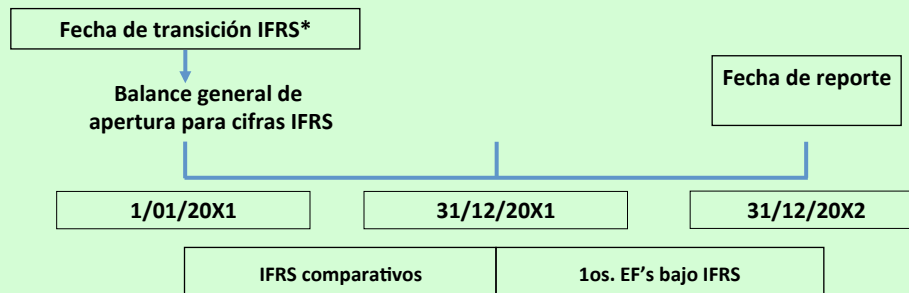 Fecha de transición IFRS*
Balance general de
apertura para cifras IFRS
Fecha de reporte
1/01/20X1
31/12/20X1
31/12/20X2
IFRS comparativos
1os. EF's bajo IFRS